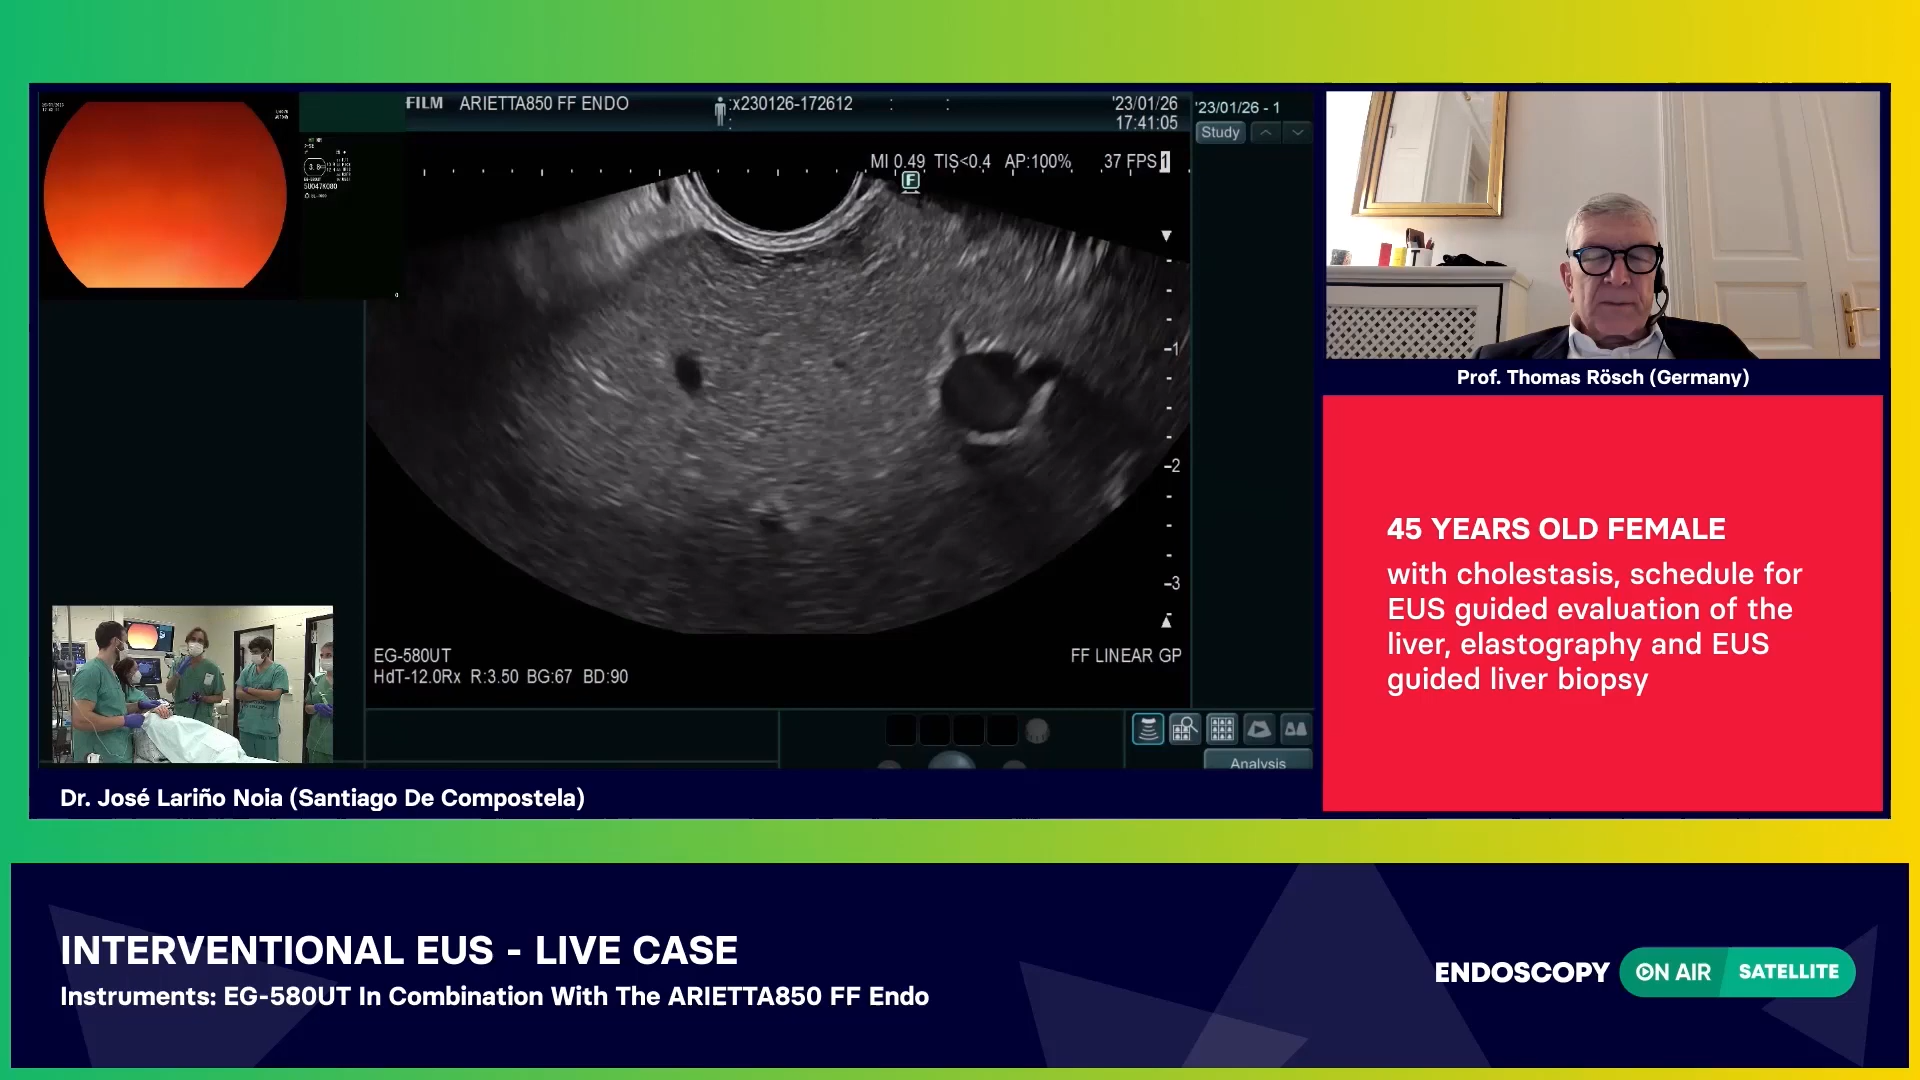 FILM ARIETTA850 FF ENDO :x230126-172612 : : '23/01/26
: 17:41:05
'23/01/26 - 1
Study
MI 0.49 TIS<0.4 AP:100% 37 FPS 1
F
1
2
3
EG-580UT
HdT-12.0Rx R:3.50 BG:67 BD:90
FF LINEAR GP
Analysis
Dr. José Lariño Noia (Santiago De Compostela)
Prof. Thomas Rösch (Germany)
45 YEARS OLD FEMALE
with cholestasis, schedule for
EUS guided evaluation of the
liver, elastography and EUS
guided liver biopsy
INTERVENTIONAL EUS - LIVE CASE
Instruments: EG-580UT In Combination With The ARIETTA850 FF Endo
ENDOSCOPY ON AIR SATELLITE